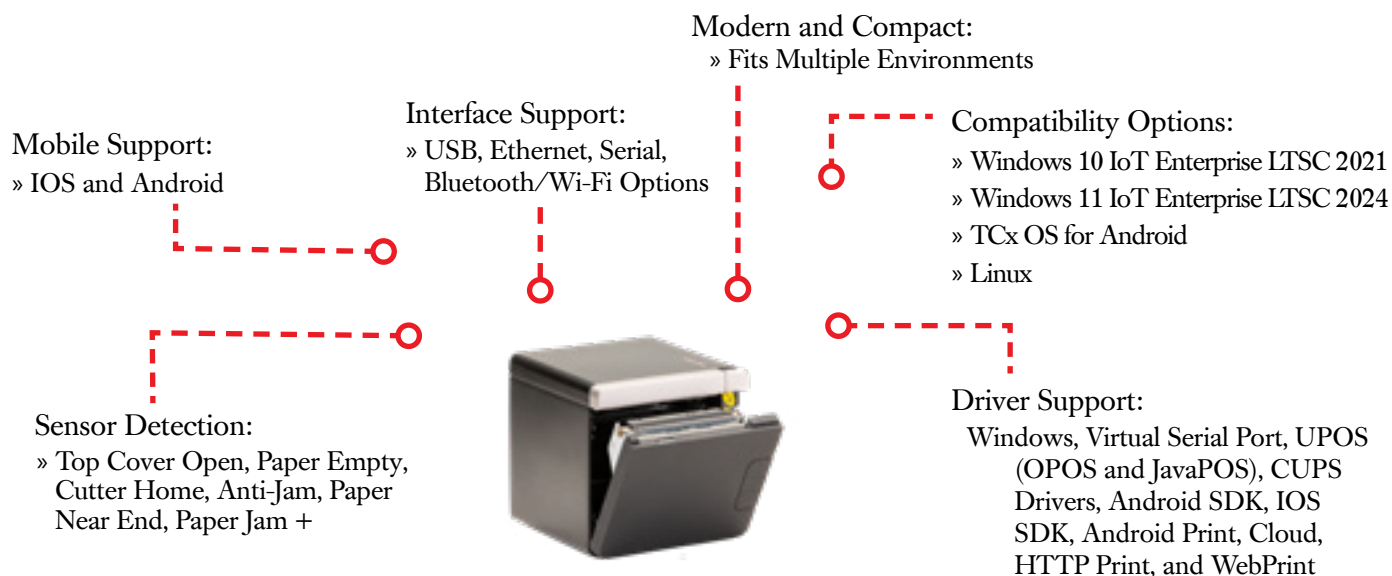 Modern and Compact:
» Fits Multiple Environments
Interface Support:
» USB, Ethernet, Serial,
Bluetooth/Wi-Fi Options
Mobile Support:
» IOS and Android
Compatibility Options:
» Windows 10 IoT Enterprise LTSC 2021
» Windows 11 IoT Enterprise LTSC 2024
» TCx OS for Android
» Linux
Sensor Detection:
» Top Cover Open, Paper Empty,
Cutter Home, Anti-Jam, Paper
Near End, Paper Jam +
Driver Support:
Windows, Virtual Serial Port, UPOS
(OPOS and JavaPOS), CUPS
Drivers, Android SDK, IOS
SDK, Android Print, Cloud,
HTTP Print, and WebPrint